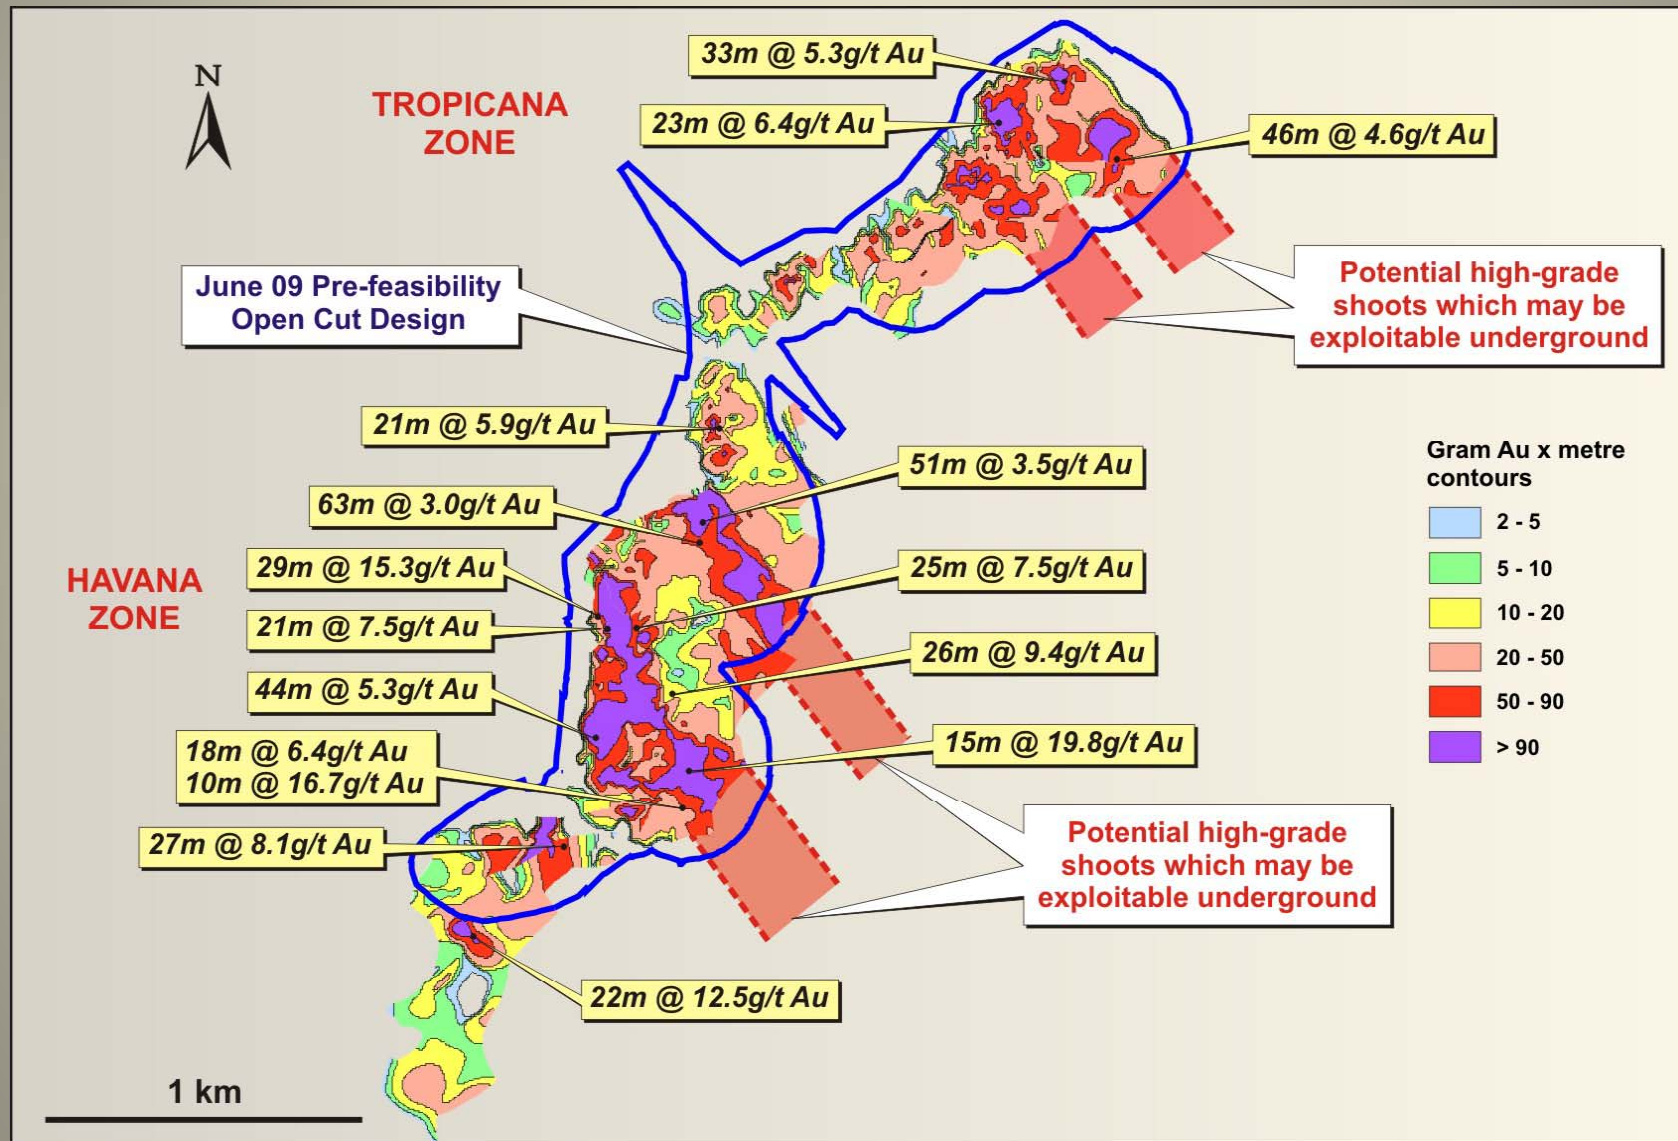 N
TROPICANA
ZONE
33m @ 5.3g/t Au
23m @ 6.4g/t Au
46m @ 4.6g/t Au
June 09 Pre-feasibility
Open Cut Design
Potential high-grade
shoots which may be
exploitable underground
21m @ 5.9g/t Au
51m @ 3.5g/t Au
63m @ 3.0g/t Au
HAVANA
ZONE
29m @ 15.3g/t Au
25m @ 7.5g/t Au
21m @ 7.5g/t Au
26m @ 9.4g/t Au
44m @ 5.3g/t Au
18m @ 6.4g/t Au
10m @ 16.7g/t Au
15m @ 19.8g/t Au
27m @ 8.1g/t Au
Potential high-grade
shoots which may be
exploitable underground
22m @ 12.5g/t Au
Gram Au x metre
contours
2 - 5
5 - 10
10 - 20
20 - 50
50 - 90
> 90
1 km